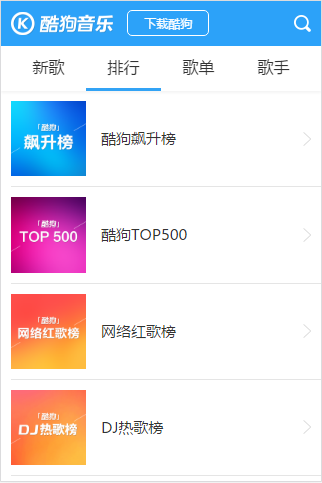 酷狗音乐 下载酷狗
新歌 排行 歌单 歌手
「酷狗」
飙升榜
酷狗飙升榜
「酷狗」
TOP 500
酷狗TOP500
「酷狗」
网络红歌榜
网络红歌榜
「酷狗」
DJ热歌榜
DJ热歌榜